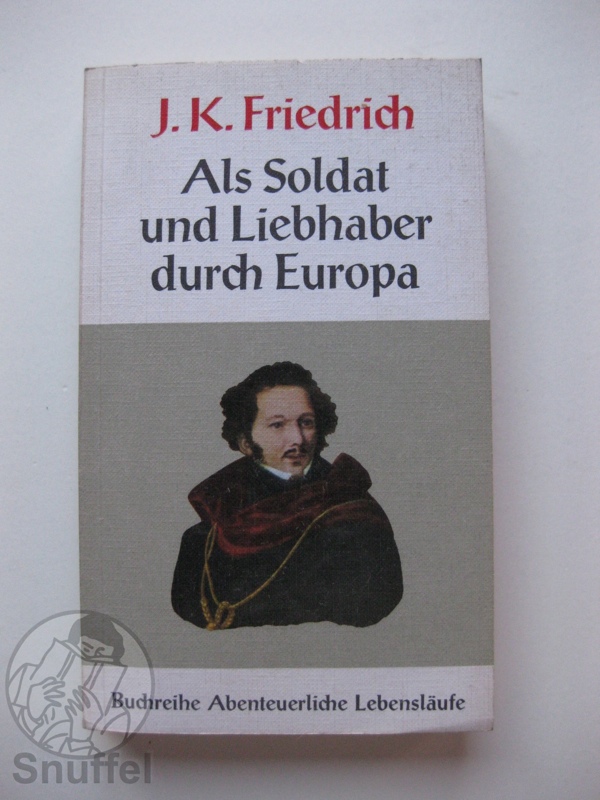 J. K. Friedrich
Als Soldat
und Liebhaber
durch Europa
Buchreihe Abenteuerliche Lebensläufe
Snuffel